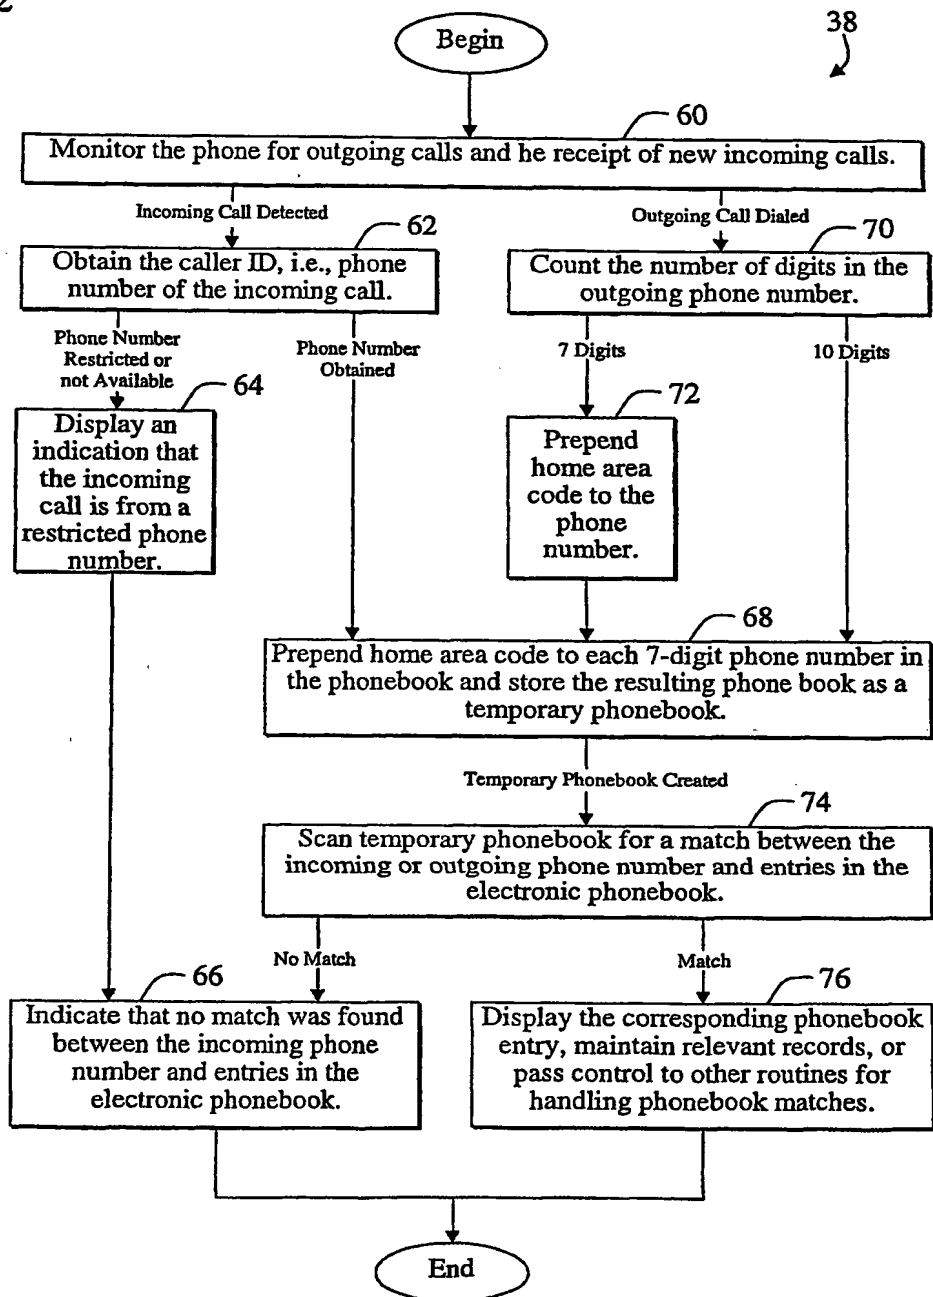 2
Begin
38
60
Monitor the phone for outgoing calls and he receipt of new incoming calls.
Incoming Call Detected
Outgoing Call Dialed
62
70
Obtain the caller ID, i.e., phone
number of the incoming call.
Count the number of digits in the
outgoing phone number.
Phone Number
Restricted or
not Available
Phone Number
Obtained
7 Digits
10 Digits
64
72
Display an
indication that
the incoming
call is from a
restricted phone
number.
Prepend
home area
code to the
phone
number.
68
Prepend home area code to each 7-digit phone number in
the phonebook and store the resulting phone book as a
temporary phonebook.
Temporary Phonebook Created
74
Scan temporary phonebook for a match between the
incoming or outgoing phone number and entries in the
electronic phonebook.
No Match
Match
66
76
Indicate that no match was found
between the incoming phone
number and entries in the
electronic phonebook.
Display the corresponding phonebook
entry, maintain relevant records, or
pass control to other routines for
handling phonebook matches.
End